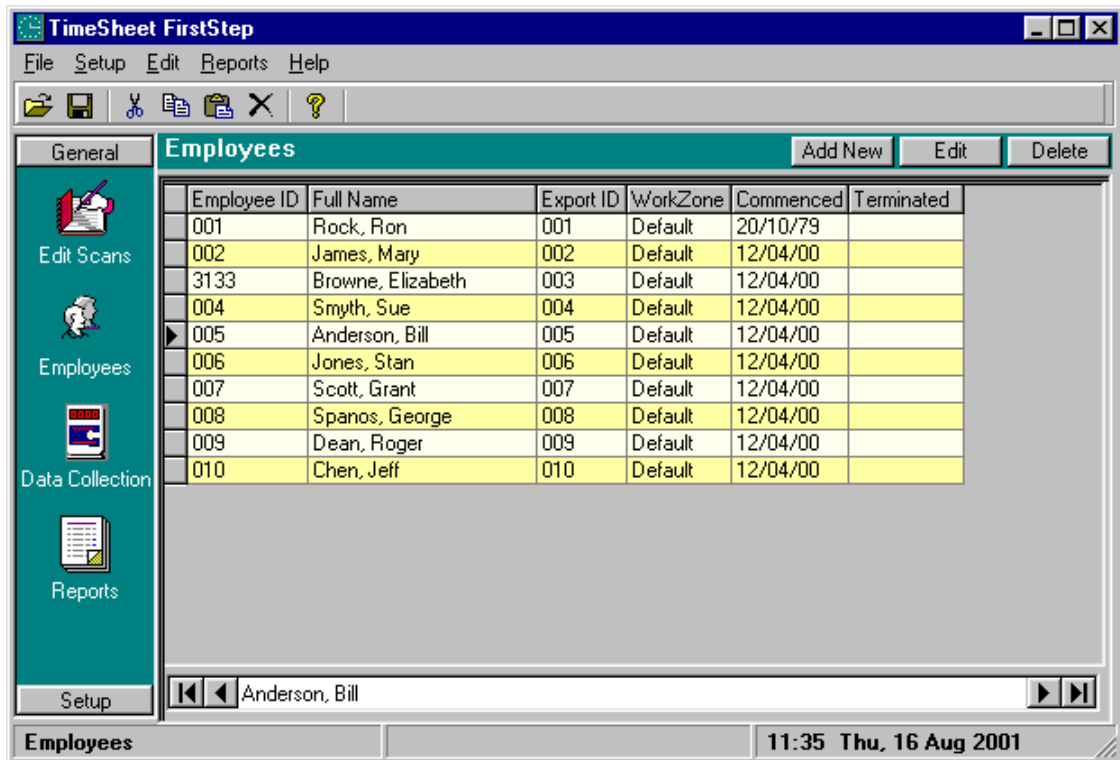 TimeSheet FirstStep
File Setup Edit Reports Help
General
Employees
Add New Edit Delete
Employee ID Full Name Export ID WorkZone Commenced Terminated
001 Rock, Ron 001 Default 20/10/79
002 James, Mary 002 Default 12/04/00
3133 Browne, Elizabeth 003 Default 12/04/00
004 Smyth, Sue 004 Default 12/04/00
005 Anderson, Bill 005 Default 12/04/00
006 Jones, Stan 006 Default 12/04/00
007 Scott, Grant 007 Default 12/04/00
008 Spanos, George 008 Default 12/04/00
009 Dean, Roger 009 Default 12/04/00
010 Chen, Jeff 010 Default 12/04/00
Edit Scans
Employees
Data Collection
Reports
Setup
Anderson, Bill
Employees
11:35 Thu, 16 Aug 2001